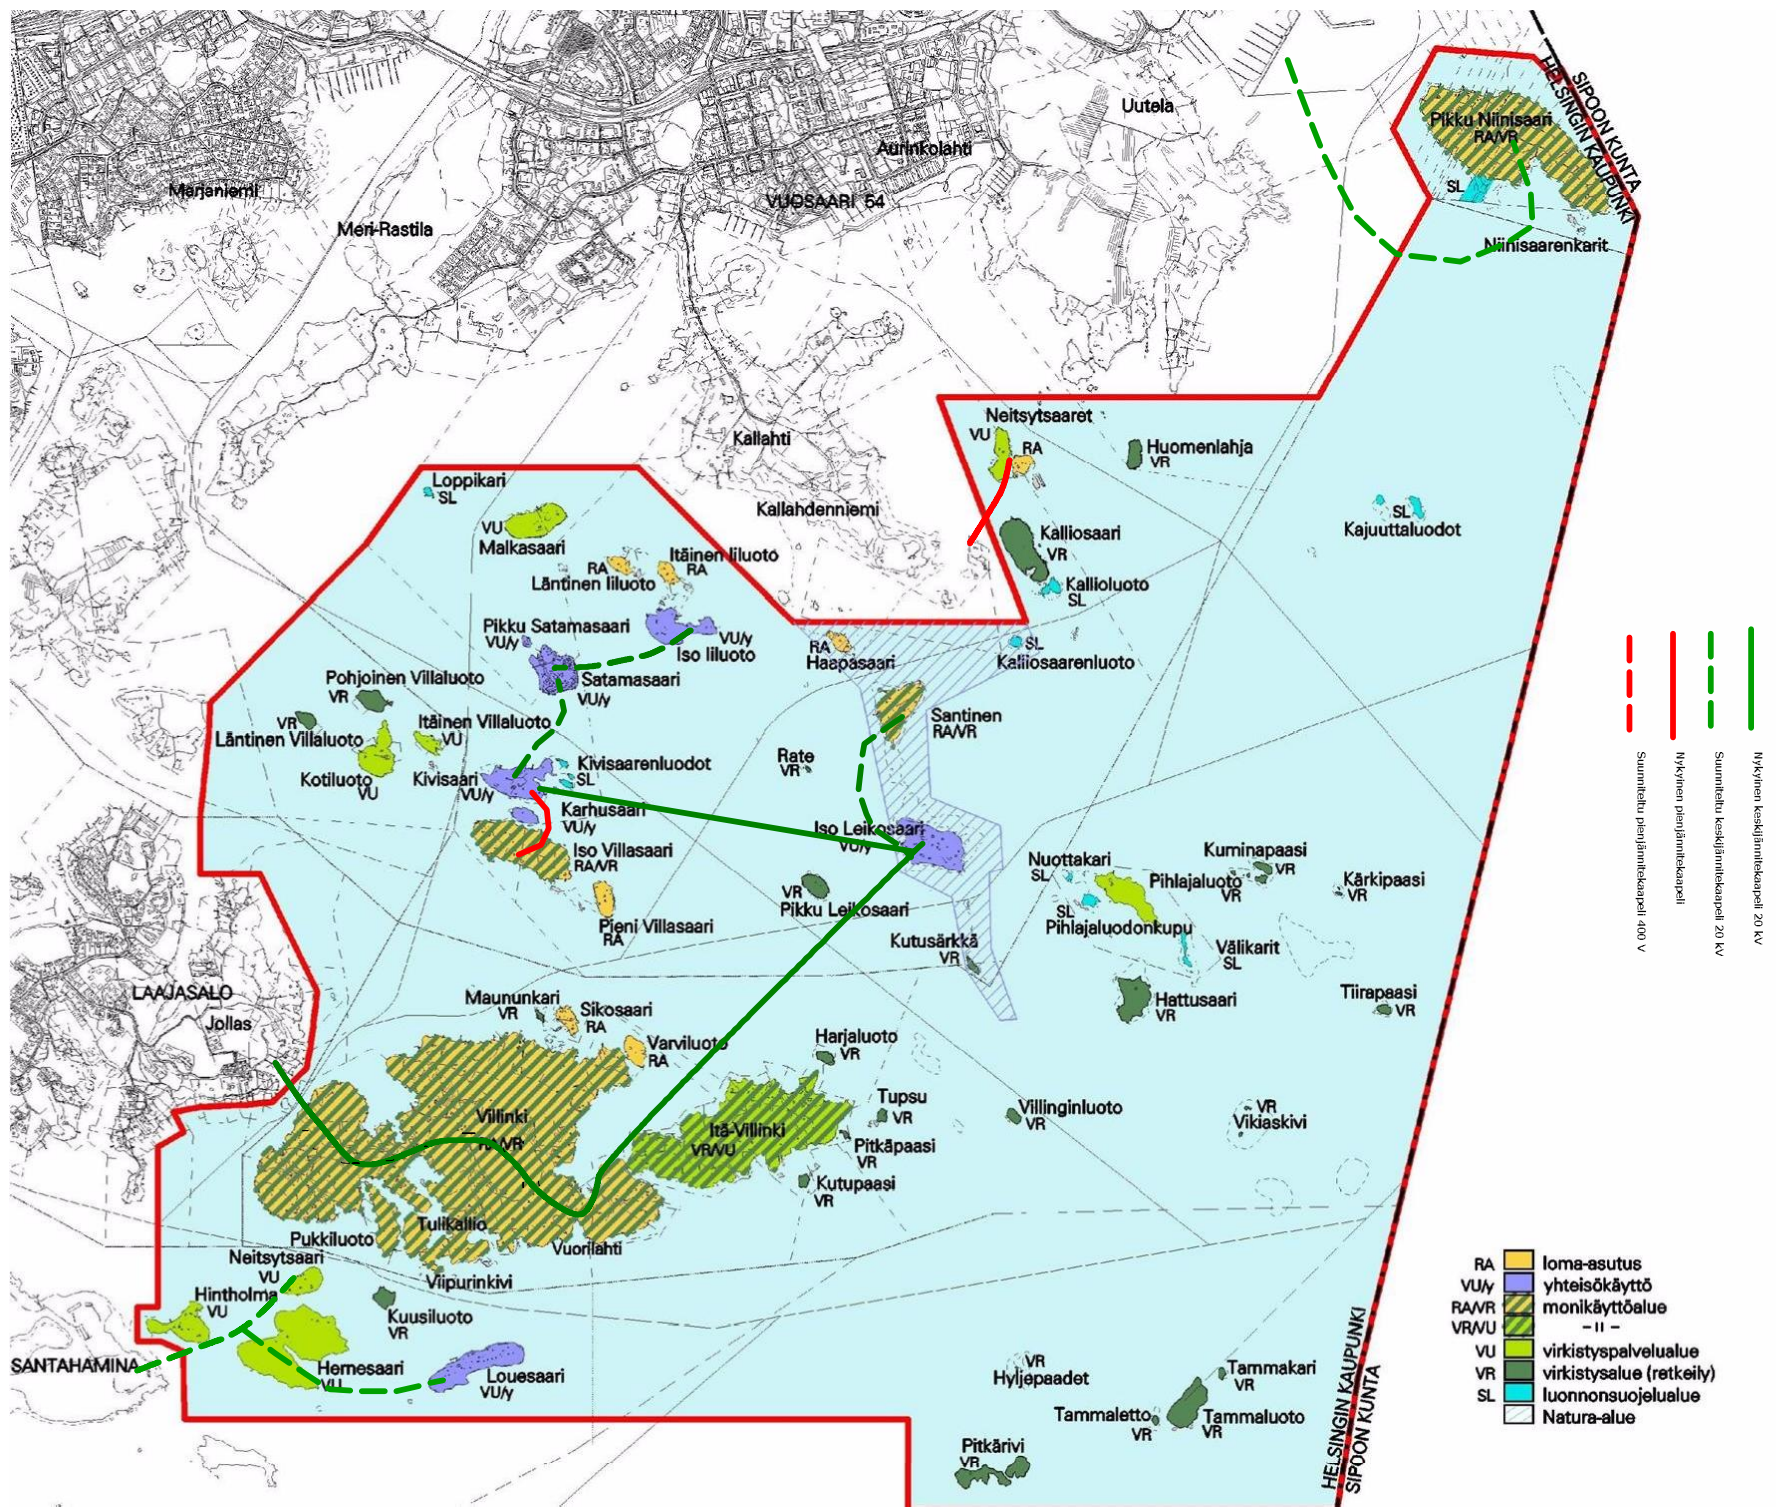 Uutela
SIPOON KUNTA
HELSINGIN KAUPUNKI
Pikku Niinisaari
RA/VR
SL
Niinisaarenkarit
Aurinkolahti
VUOSAARI 54
Marjaniemi
Meri-Rastila
Neitsytsaaret
VU
RA
Huomenlahja
VR
Kallahti
Kallahdenniemi
Loppikari
SL
VU
Malkasaari
Kalliosaari
VR
SL
Kajuuttaluodot
Kallioluoto
SL
Itäinen Iiluoto
RA
RA
Läntinen Iiluoto
Pikku Satamasaari
VU/y
VU/y
Iso Iiluoto
RA
Haapasaari
SL
Kalliosaarenluoto
Satamasaari
VU/y
Pohjoinen Villaluoto
VR
VR
Läntinen Villaluoto
Itäinen Villaluoto
VU
Kotiluoto
VU
Santinen
RA/VR
Rate
VR
Kivisaari
VU/y
Kivisaarenluodot
SL
Karhusaari
VU/y
Iso Leikosaari
VU/y
Iso Villasaari
RA/VR
Nuottakari
SL
Kuminapaasi
VR
Pihlajaluoto
VR
Kärkipaasi
VR
VR
Pikku Leikosaari
SL
Pihlajaluodonkupu
Pieni Villasaari
RA
Kutusärkkä
VR
Välikarit
SL
LAAJASALO
Jollas
Maununkari
VR
Sikosaari
RA
Hattusaari
VR
Tiirapaasi
VR
Varviluoto
RA
Harjaluoto
VR
Villinki
RA/VR
Itä-Villinki
VR/VU
Tupsu
VR
Villinginluoto
VR
VR
Vikiaskivi
Pitkäpaasi
VR
Kutupaasi
VR
Tulikallio
Pukkiluoto
Vuorilahti
Viipurinkivi
Neitsytsaari
VU
Hintholma
VU
Kuusiluoto
VR
SANTAHAMINA
Hernesaari
VU
Louesaari
VU/y
VR
Hyljepaadet
Tammakari
VR
Tammaletto
VR
Tammaluoto
VR
Pitkärivi
VR
HELSINGIN KAUPUNKI
SIPOON KUNTA
Suunniteltu pienjännitekaapeli 400 V
Nykyinen pienjännitekaapeli
Suunniteltu keskijännitekaapeli 20 kV
Nykyinen keskijännitekaapeli 20 kV
RA loma-asutus
VU/y yhteisökäyttö
RA/VR monikäyttöalue
VR/VU – II –
VU virkistyspalvelualue
VR virkistysalue (retkeily)
SL luonnonsuojelualue
Natura-alue